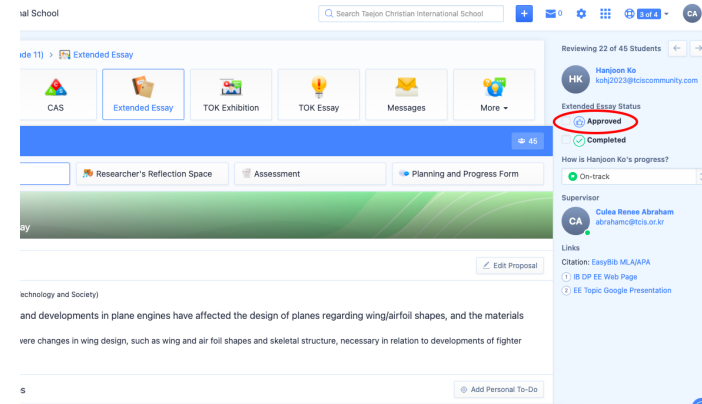 nal School
Search Taejon Christian International School
+
0
3 of 4
CA
de 11) > Extended Essay
CAS
Extended Essay
TOK Exhibition
TOK Essay
Messages
More
45
Researcher's Reflection Space
Assessment
Planning and Progress Form
ay
Edit Proposal
echnology and Society)
and developments in plane engines have affected the design of planes regarding wing/airfoil shapes, and the materials
were changes in wing design, such as wing and air foil shapes and skeletal structure, necessary in relation to developments of fighter
s
Add Personal To-Do
Reviewing 22 of 45 Students
HK
Hanjoon Ko
kohj2023@tciscommunity.com
Extended Essay Status
Approved
Completed
How is Hanjoon Ko's progress?
On-track
Supervisor
CA
Culea Renee Abraham
abrahamc@tcis.or.kr
Links
Citation: EasyBib MLA/APA
1 IB DP EE Web Page
2 EE Topic Google Presentation